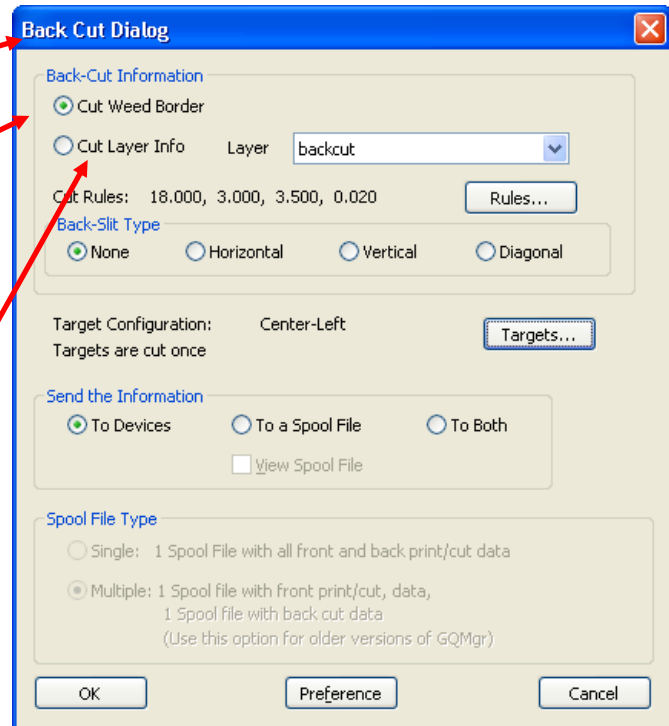 Back Cut Dialog
Back-Cut Information
Cut Weed Border
Cut Layer Info Layer backcut
Cut Rules: 18.000, 3.000, 3.500, 0.020 Rules...
Back-Slit Type
None Horizontal Vertical Diagonal
Target Configuration: Center-Left
Targets are cut once
Targets...
Send the Information
To Devices To a Spool File To Both
View Spool File
Spool File Type
Single: 1 Spool File with all front and back print/cut data
Multiple: 1 Spool file with front print/cut, data,
1 Spool file with back cut data
(Use this option for older versions of GQMgr)
OK Preference Cancel